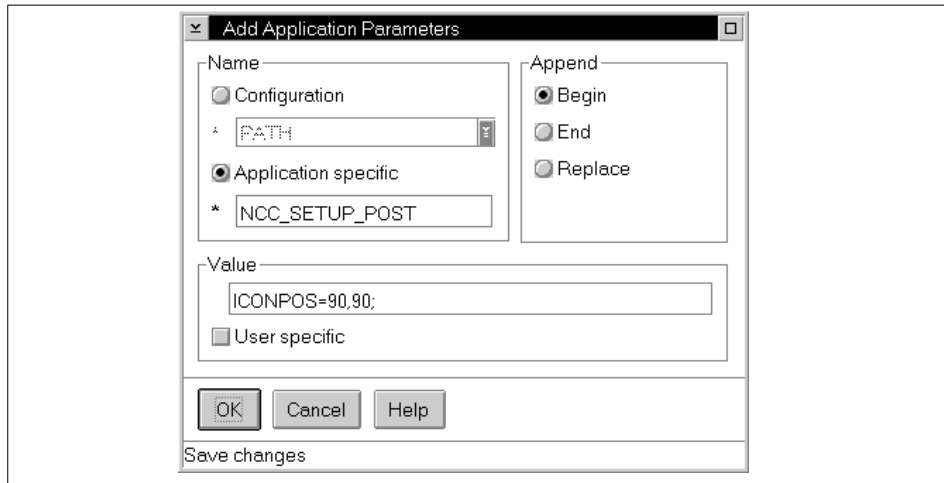 Add Application Parameters
Name
Configuration
* PATH
Application specific
* NCC_SETUP_POST
Append
Begin
End
Replace
Value
ICONPOS=90,90;
User specific
OK Cancel Help
Save changes